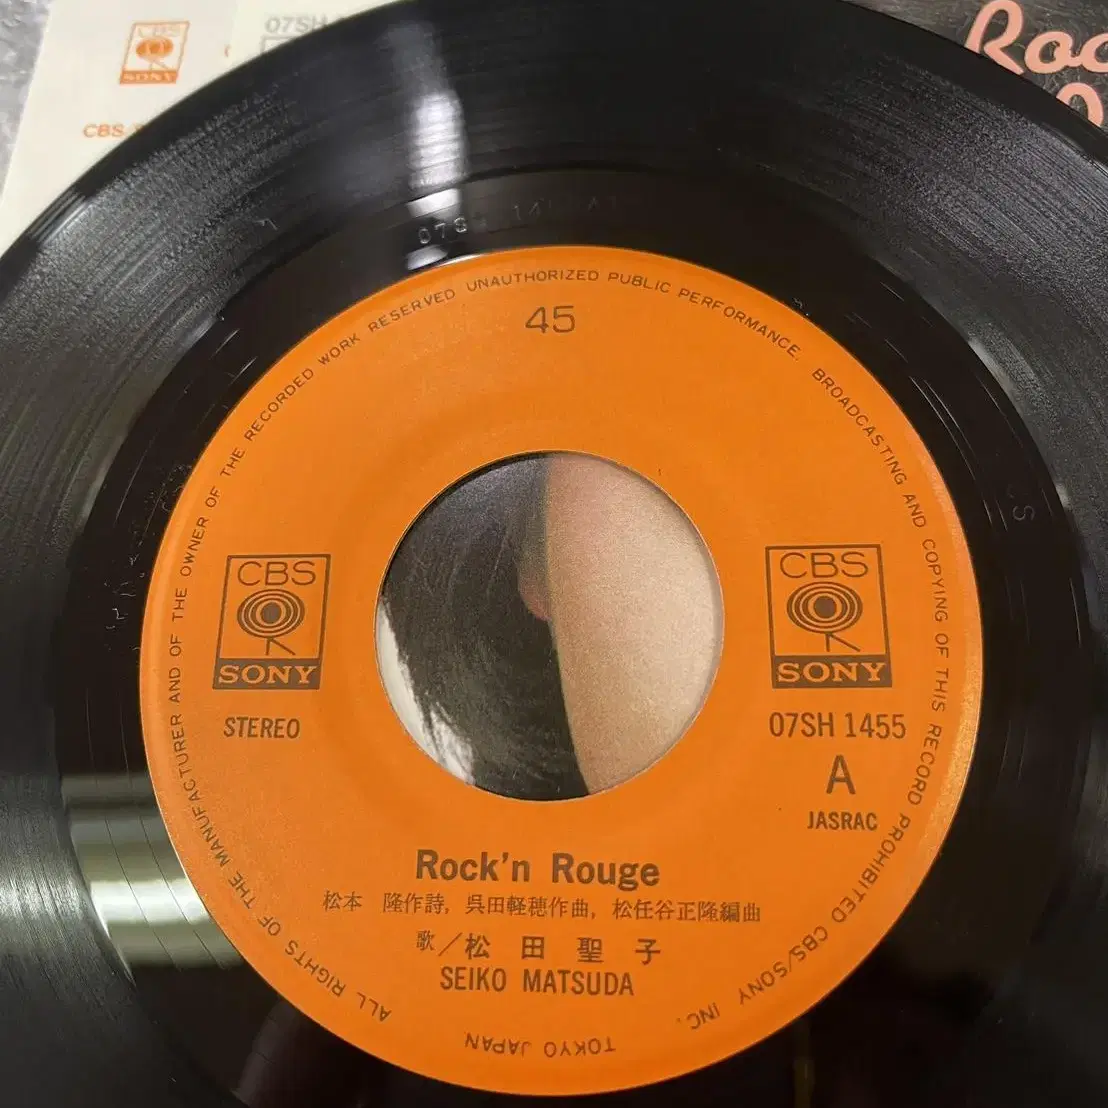 07SH
CBS
SONY
CBS
45
ALL RIGHTS OF THE MANUFACTURER AND OF THE OWNER OF THE RECORDED WORK RESERVED UNAUTHORIZED PUBLIC PERFORMANCE. BROADCASTING AND COPYING OF THIS RECORD PROHIBITED CBS/SONY INC.
TOKYO JAPAN
CBS
SONY
STEREO
CBS
SONY
07SH 1455
A
JASRAC
Rock'n Rouge
松本 隆作詩, 呉田軽穂作曲, 松任谷正隆編曲
歌/松田聖子
SEIKO MATSUDA